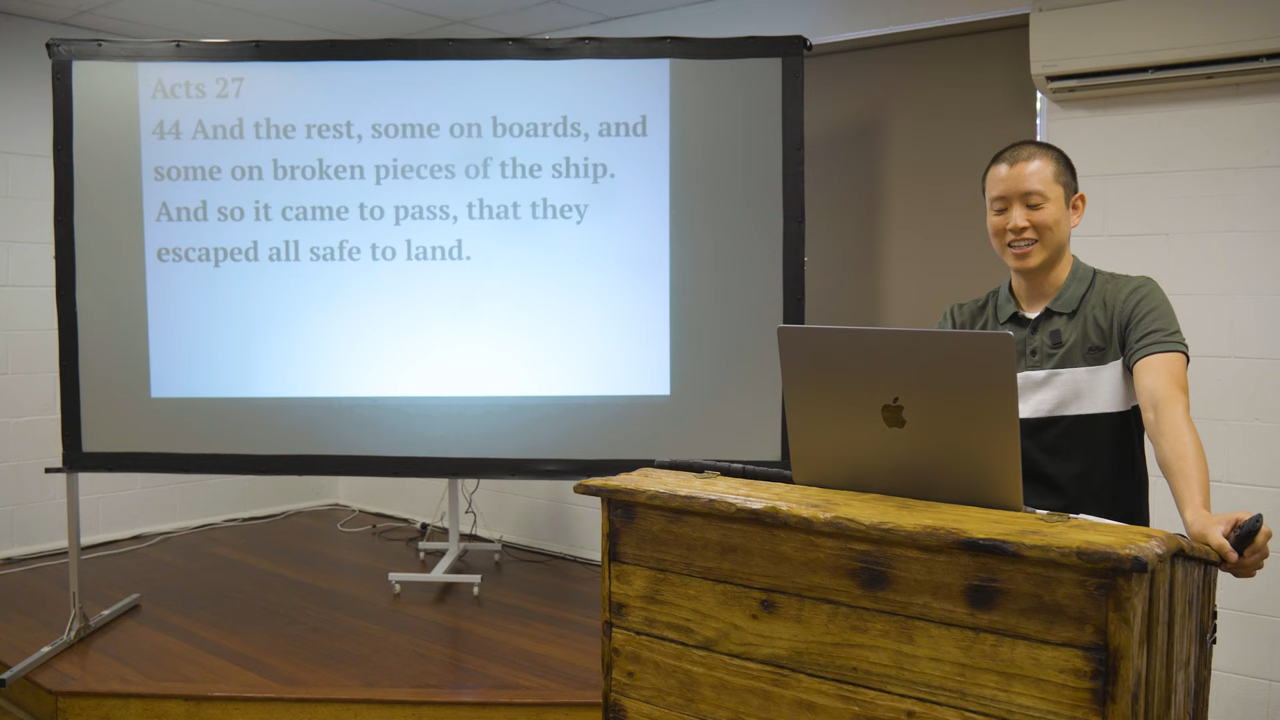 Acts 27
44 And the rest, some on boards, and
some on broken pieces of the ship.
And so it came to pass, that they
escaped all safe to land.